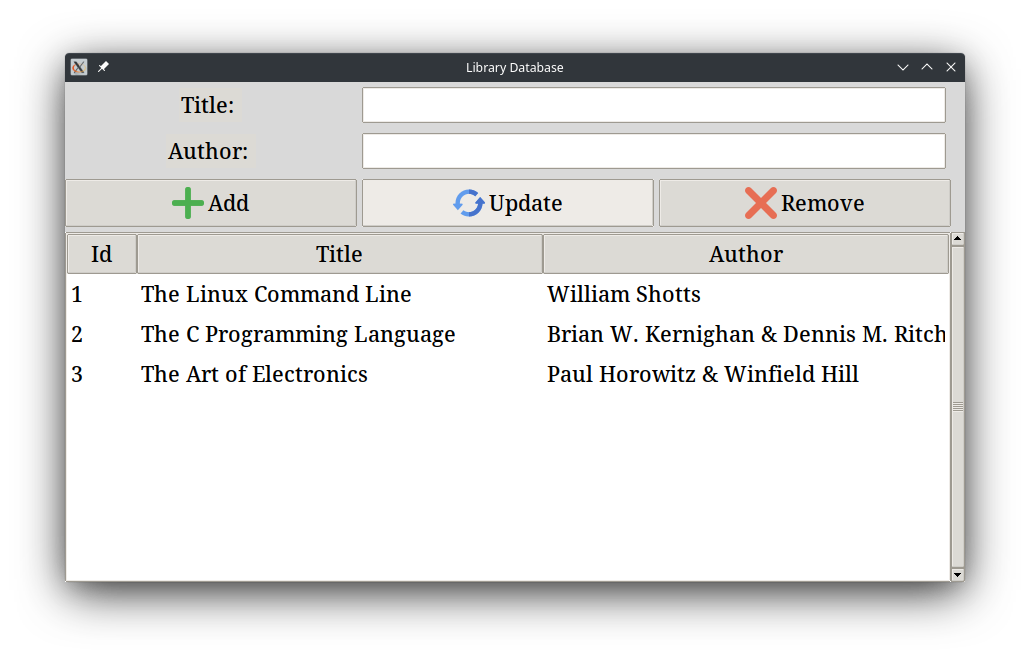 Library Database
Title:
Author:
Add Update Remove
Id Title Author
1 The Linux Command Line William Shotts
2 The C Programming Language Brian W. Kernighan & Dennis M. Ritch
3 The Art of Electronics Paul Horowitz & Winfield Hill